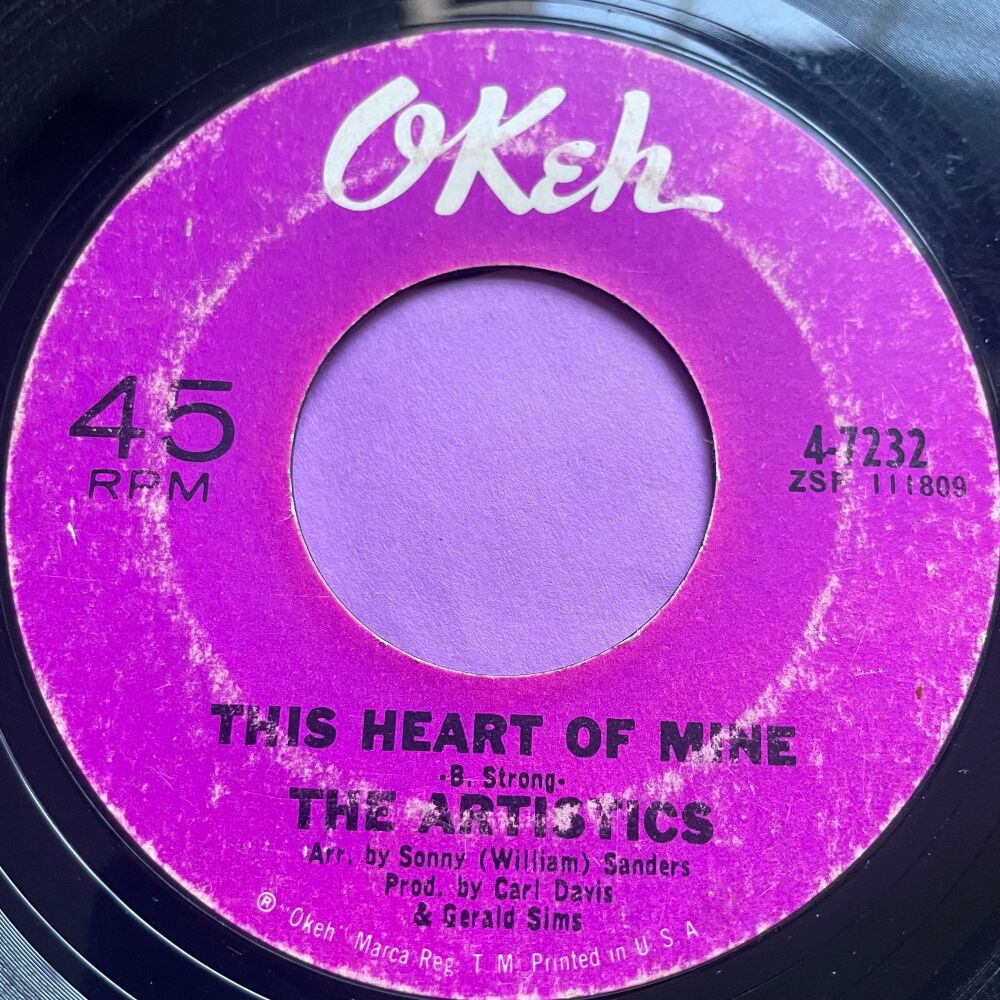 OKeh
45
RPM
4-7232
ZSP 111809
THIS HEART OF MINE
-B. Strong-
THE ARTISTICS
Arr. by Sonny (William) Sanders
Prod. by Carl Davis
& Gerald Sims
® "Okeh" Marca Reg. T. M. Printed in U S A